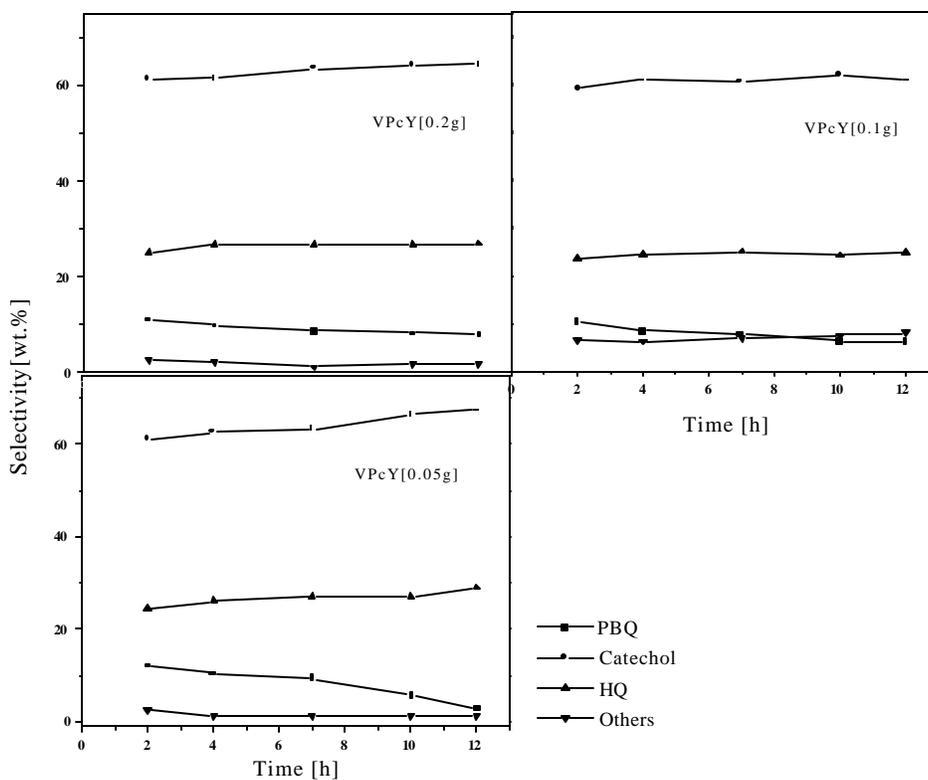 60
40
20
0
VPcY[0.2g]
VPcY[0.1g]
0 2 4 6 8 10 12
Time [h]
Selectivity [wt.%]
60
40
20
0
VPcY[0.05g]
0 2 4 6 8 10 12
Time [h]
PBQ
Catechol
HQ
Others